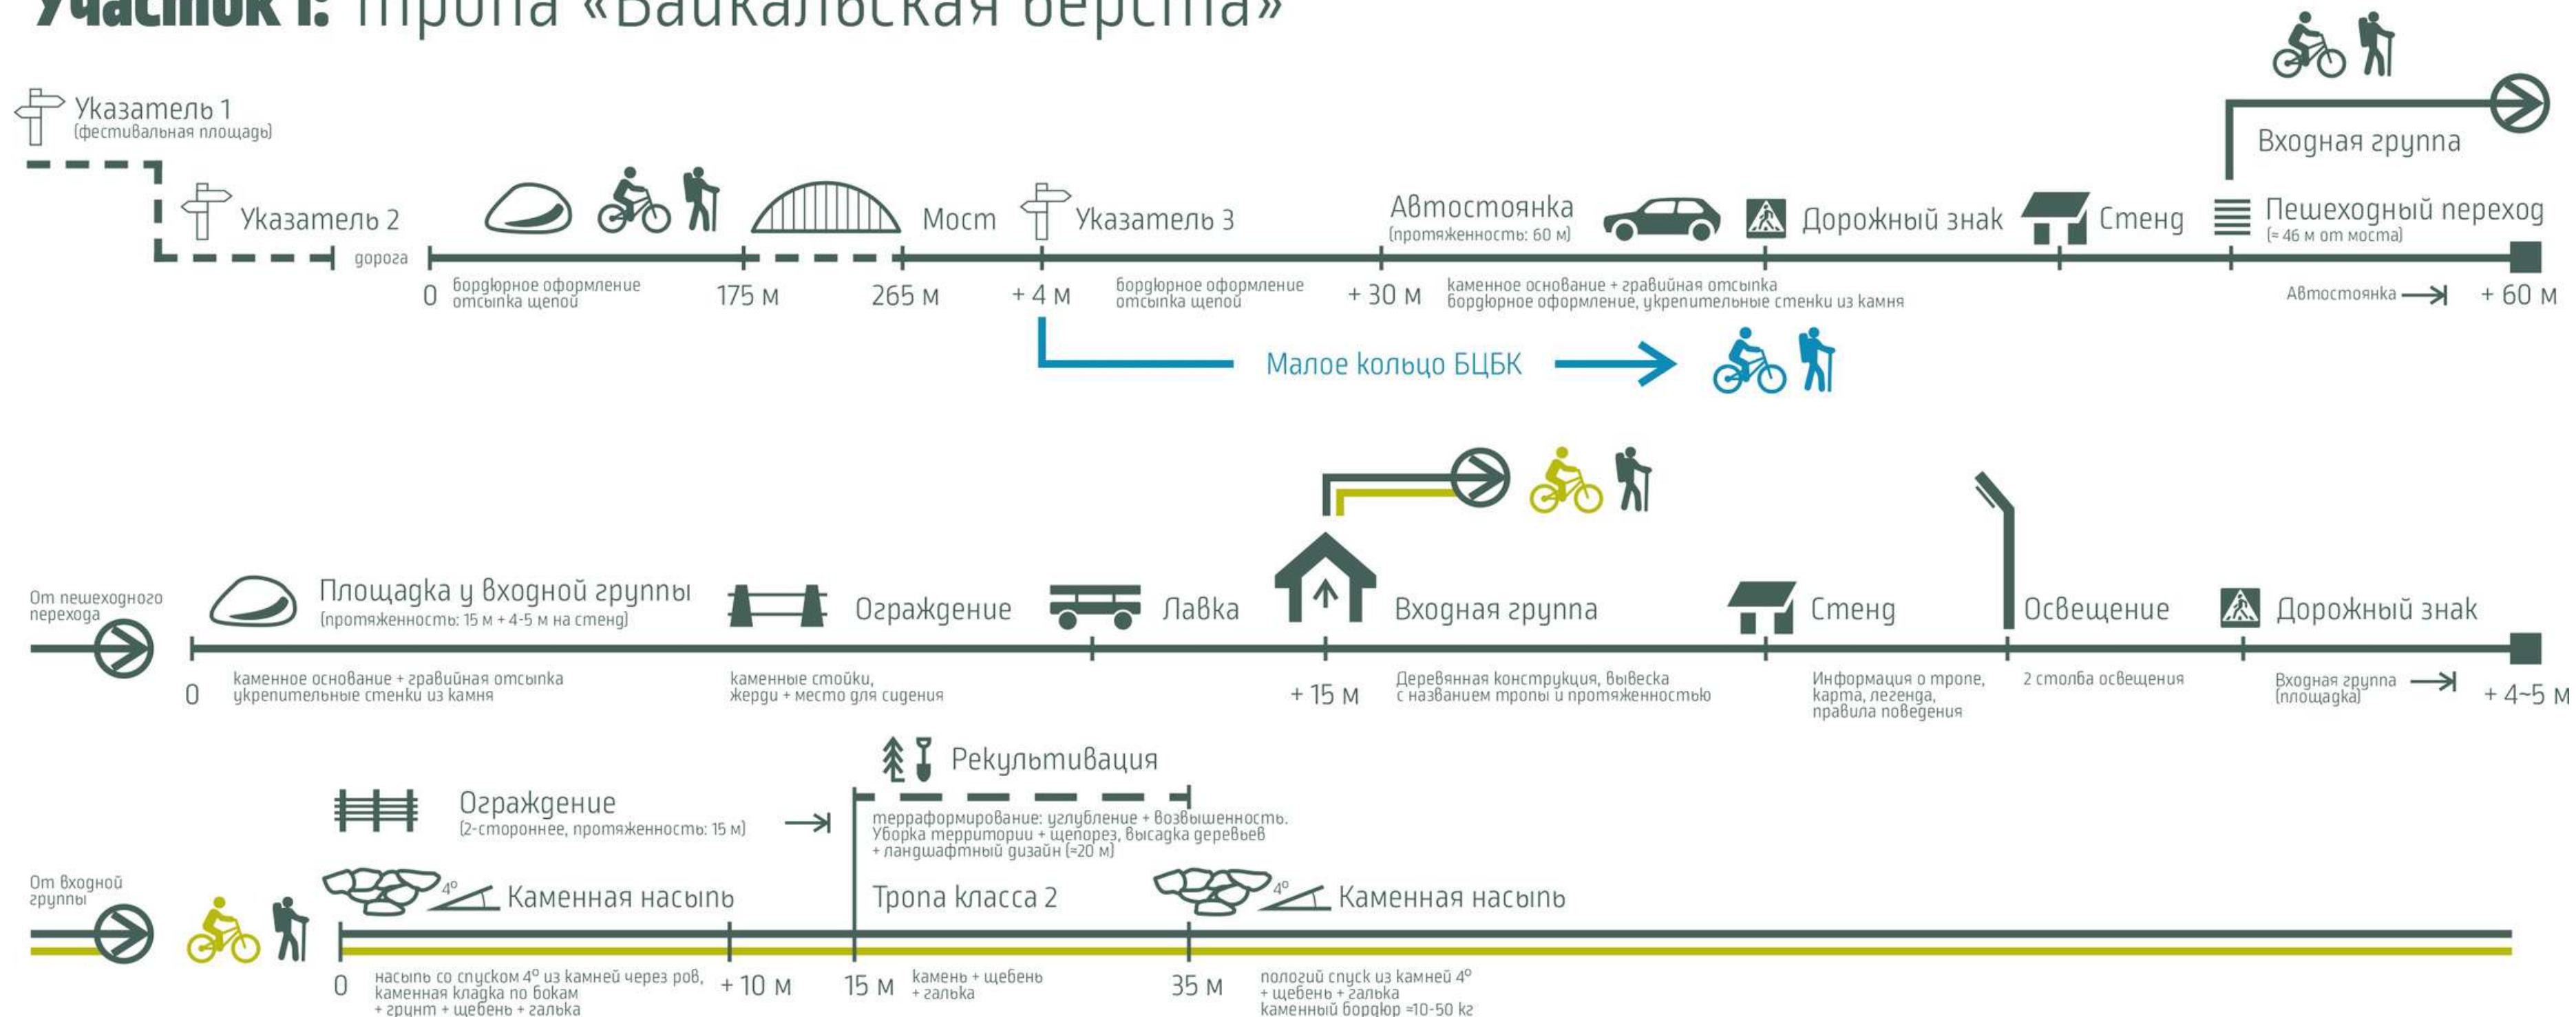 Участок 1: тропа «Байкальская верста»
Указатель 1
(фестивальная площадь)
Указатель 2
дорога
Мост
Указатель 3
Автостоянка
(протяженность: 60 м)
Дорожный знак
Стенд
Входная группа
Пешеходный переход
(≈ 46 м от моста)
0
бордюрное оформление
отсыпка щепой
175 м
265 м
+ 4 м
бордюрное оформление
отсыпка щепой
+ 30 м
каменное основание + гравийная отсыпка
бордюрное оформление, укрепительные стенки из камня
Автостоянка
+ 60 м
Малое кольцо БЦБК
От пешеходного
перехода
Площадка у входной группы
(протяженность: 15 м + 4-5 м на стенд)
Ограждение
Лавка
Входная группа
Стенд
Освещение
Дорожный знак
0
каменное основание + гравийная отсыпка
укрепительные стенки из камня
каменные стойки,
жерди + место для сидения
+ 15 м
Деревянная конструкция, вывеска
с названием тропы и протяженностью
Информация о тропе,
карта, легенда,
правила поведения
2 столба освещения
Входная группа
(площадка)
+ 4~5 м
Рекультивация
Ограждение
(2-стороннее, протяженность: 15 м)
терраформирование: углубление + возвышенность.
Уборка территории + щепорез, высадка деревьев
+ ландшафтный дизайн (≈20 м)
От входной
группы
4°
Каменная насыпь
Тропа класса 2
4°
Каменная насыпь
0
насыпь со спуском 4° из камней через ров,
каменная кладка по бокам
+ грунт + щебень + галька
+ 10 м
15 м
камень + щебень
+ галька
35 м
пологий спуск из камней 4°
+ щебень + галька
каменный бордюр ≈10-50 кг